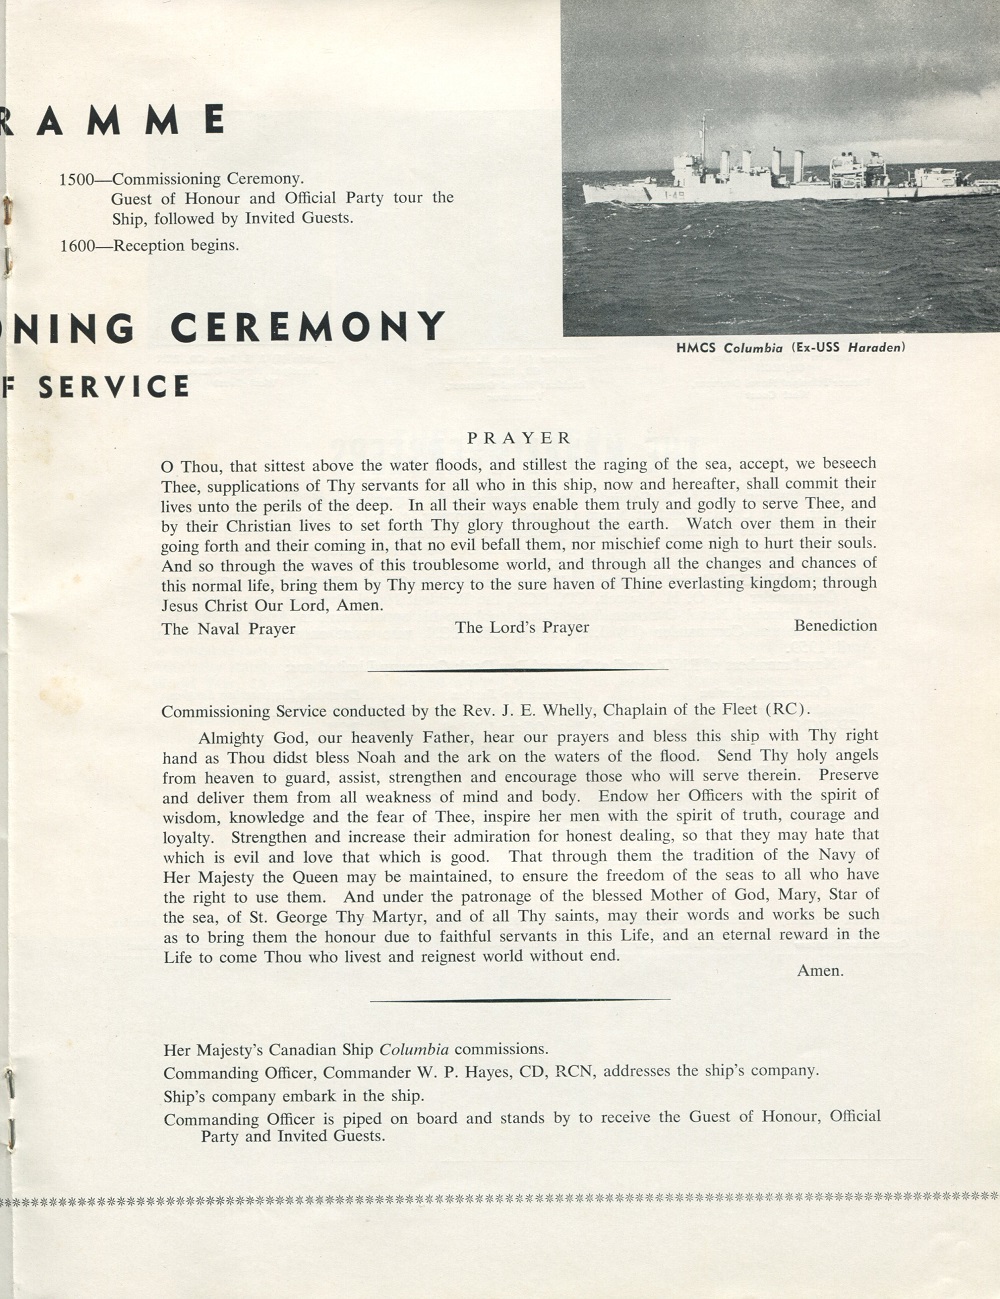 RAMME
1500—Commissioning Ceremony.
Guest of Honour and Official Party tour the
Ship, followed by Invited Guests.
1600—Reception begins.
NING CEREMONY
F SERVICE
I-49
HMCS Columbia (Ex-USS Haraden)
PRAYER
O Thou, that sittest above the water floods, and stillest the raging of the sea, accept, we beseech
Thee, supplications of Thy servants for all who in this ship, now and hereafter, shall commit their
lives unto the perils of the deep. In all their ways enable them truly and godly to serve Thee, and
by their Christian lives to set forth Thy glory throughout the earth. Watch over them in their
going forth and their coming in, that no evil befall them, nor mischief come nigh to hurt their souls.
And so through the waves of this troublesome world, and through all the changes and chances of
this normal life, bring them by Thy mercy to the sure haven of Thine everlasting kingdom; through
Jesus Christ Our Lord, Amen.
The Naval Prayer The Lord's Prayer Benediction
Commissioning Service conducted by the Rev. J. E. Whelly, Chaplain of the Fleet (RC).
Almighty God, our heavenly Father, hear our prayers and bless this ship with Thy right
hand as Thou didst bless Noah and the ark on the waters of the flood. Send Thy holy angels
from heaven to guard, assist, strengthen and encourage those who will serve therein. Preserve
and deliver them from all weakness of mind and body. Endow her Officers with the spirit of
wisdom, knowledge and the fear of Thee, inspire her men with the spirit of truth, courage and
loyalty. Strengthen and increase their admiration for honest dealing, so that they may hate that
which is evil and love that which is good. That through them the tradition of the Navy of
Her Majesty the Queen may be maintained, to ensure the freedom of the seas to all who have
the right to use them. And under the patronage of the blessed Mother of God, Mary, Star of
the sea, of St. George Thy Martyr, and of all Thy saints, may their words and works be such
as to bring them the honour due to faithful servants in this Life, and an eternal reward in the
Life to come Thou who livest and reignest world without end.
Amen.
Her Majesty's Canadian Ship Columbia commissions.
Commanding Officer, Commander W. P. Hayes, CD, RCN, addresses the ship's company.
Ship's company embark in the ship.
Commanding Officer is piped on board and stands by to receive the Guest of Honour, Official
Party and Invited Guests.